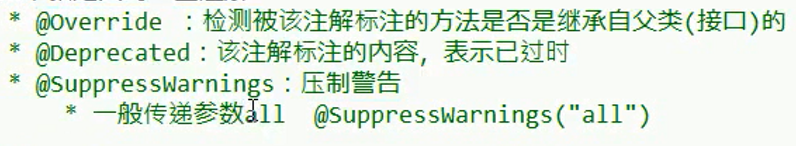 * @Override ：检测被该注解标注的方法是否是继承自父类(接口)的
* @Deprecated：该注解标注的内容，表示已过时
* @SuppressWarnings：压制警告
* 一般传递参数all @SuppressWarnings("all")